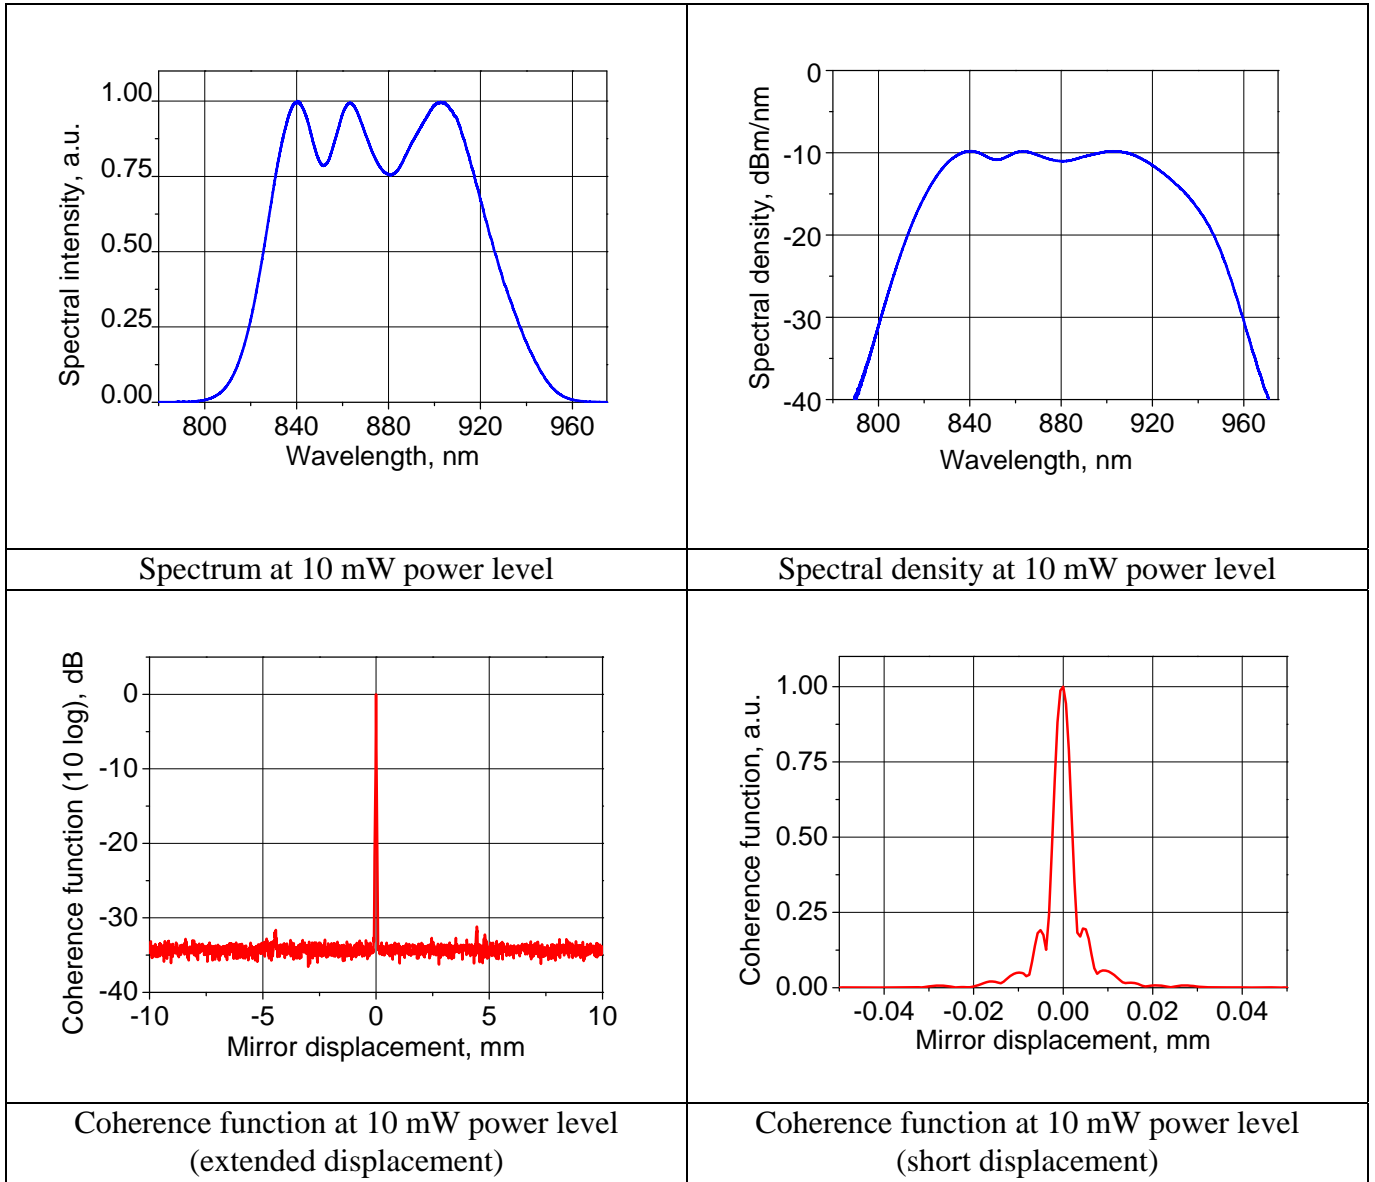 1.00
0.75
0.50
0.25
0.00
Spectral intensity, a.u.
800 840 880 920 960
Wavelength, nm
0
-10
-20
-30
-40
Spectral density, dBm/nm
800 840 880 920 960
Wavelength, nm
Spectrum at 10 mW power level
Spectral density at 10 mW power level
0
-10
-20
-30
-40
Coherence function (10 log), dB
-10 -5 0 5 10
Mirror displacement, mm
1.00
0.75
0.50
0.25
0.00
Coherence function, a.u.
-0.04 -0.02 0.00 0.02 0.04
Mirror displacement, mm
Coherence function at 10 mW power level
(extended displacement)
Coherence function at 10 mW power level
(short displacement)